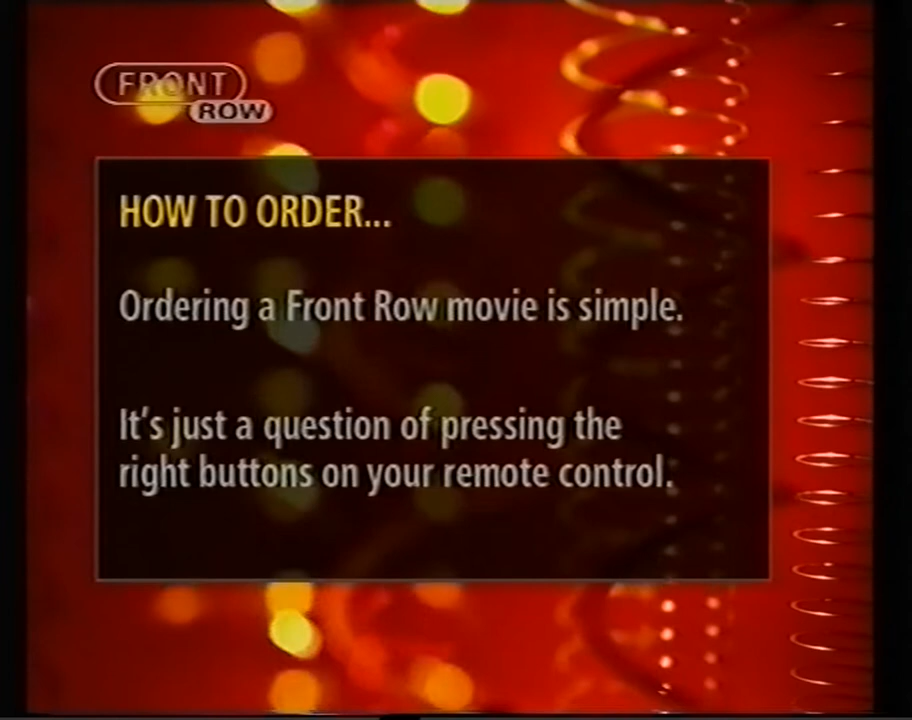 FRONT
ROW
HOW TO ORDER...
Ordering a Front Row movie is simple.
It's just a question of pressing the
right buttons on your remote control.